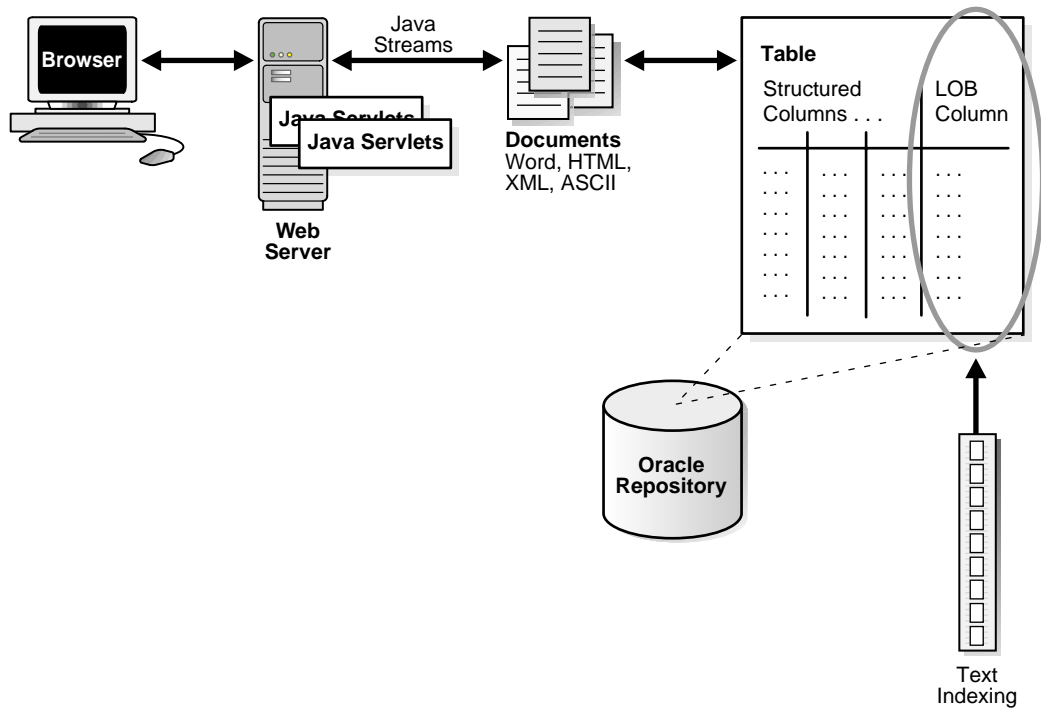 Browser
Java
Streams
Java Servlets
Java Servlets
Web
Server
Documents
Word, HTML,
XML, ASCII
Table
Structured
Columns . . .
LOB
Column
. . . . . . . . . . . .
. . . . . . . . . . . .
. . . . . . . . . . . .
. . . . . . . . . . . .
. . . . . . . . . . . .
. . . . . . . . . . . .
. . . . . . . . . . . .
Oracle
Repository
Text
Indexing